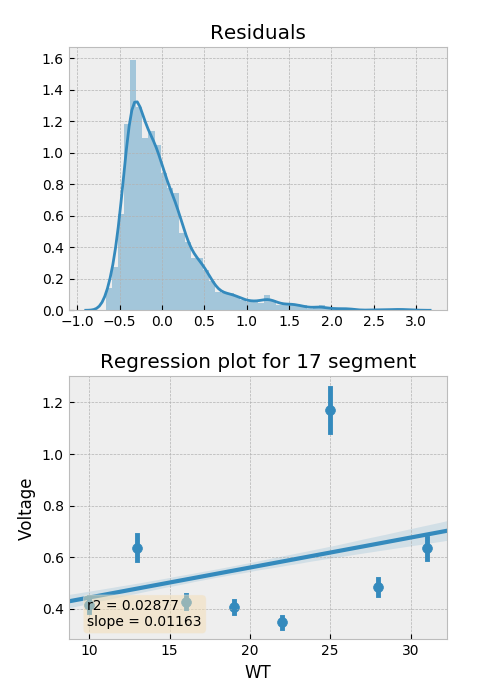 Residuals
1.6
1.4
1.2
1.0
0.8
0.6
0.4
0.2
0.0
−1.0 −0.5 0.0 0.5 1.0 1.5 2.0 2.5 3.0
Regression plot for 17 segment
1.2
1.0
0.8
0.6
0.4
Voltage
r2 = 0.02877
slope = 0.01163
10 15 20 25 30
WT